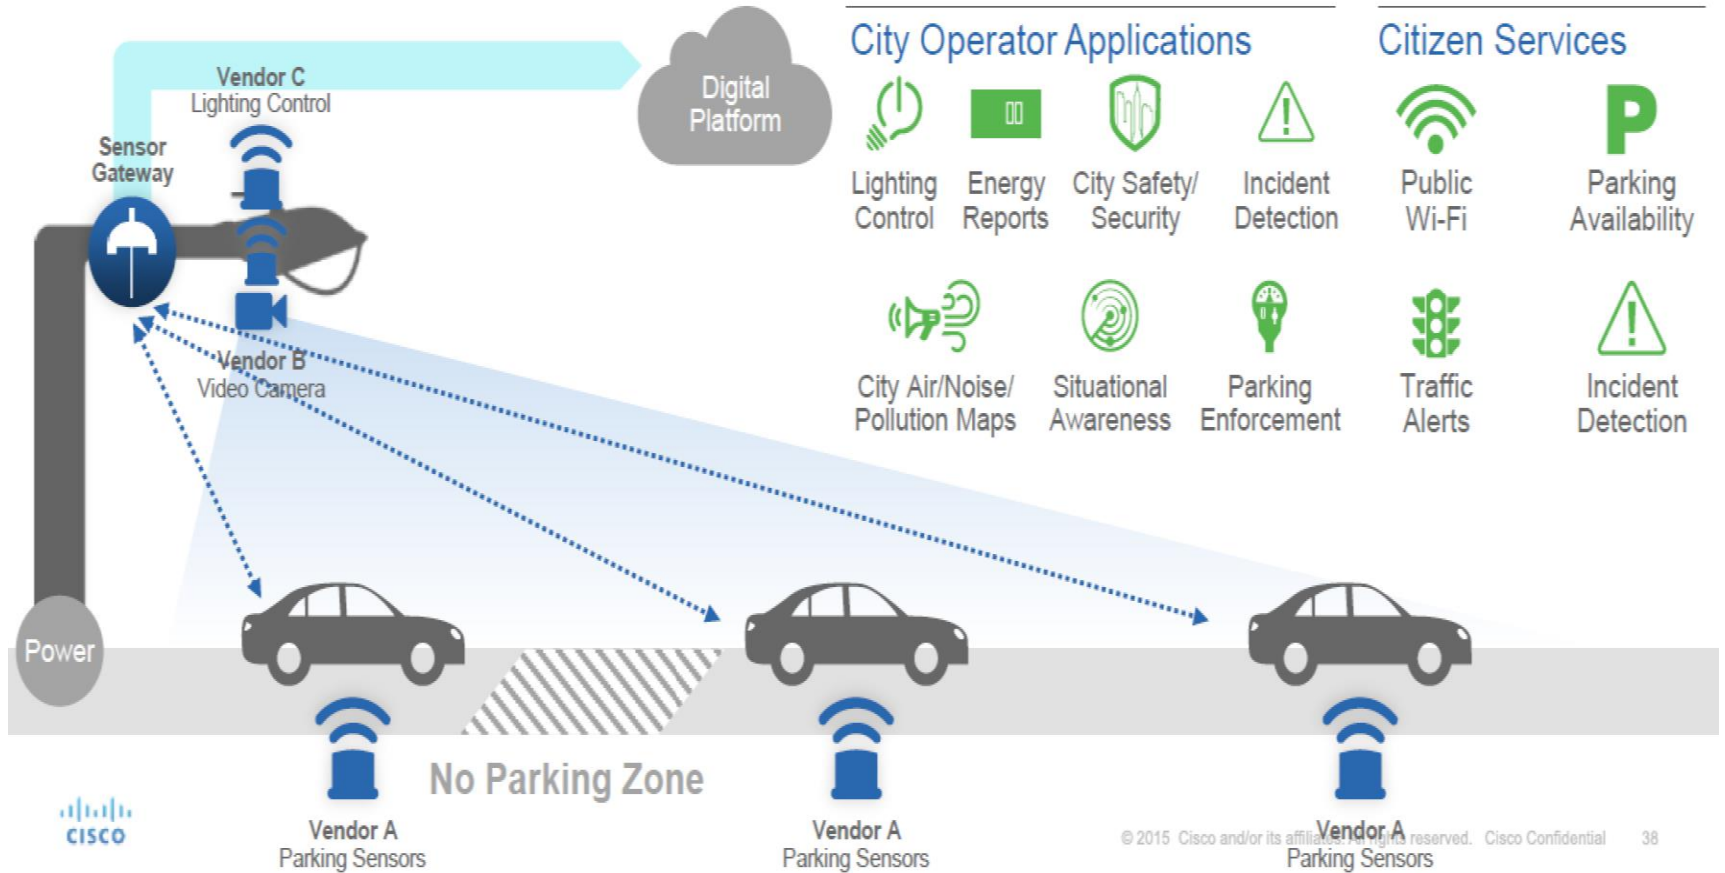 City Operator Applications
Citizen Services
Vendor C
Lighting Control
Digital
Platform
Sensor
Gateway
Lighting
Control
Energy
Reports
City Safety/
Security
Incident
Detection
Public
Wi-Fi
P
Parking
Availability
Vendor B
Video Camera
City Air/Noise/
Pollution Maps
Situational
Awareness
Parking
Enforcement
Traffic
Alerts
Incident
Detection
Power
No Parking Zone
CISCO
Vendor A
Parking Sensors
Vendor A
Parking Sensors
Vendor A
Parking Sensors
© 2015 Cisco and/or its affiliates. All rights reserved. Cisco Confidential 38